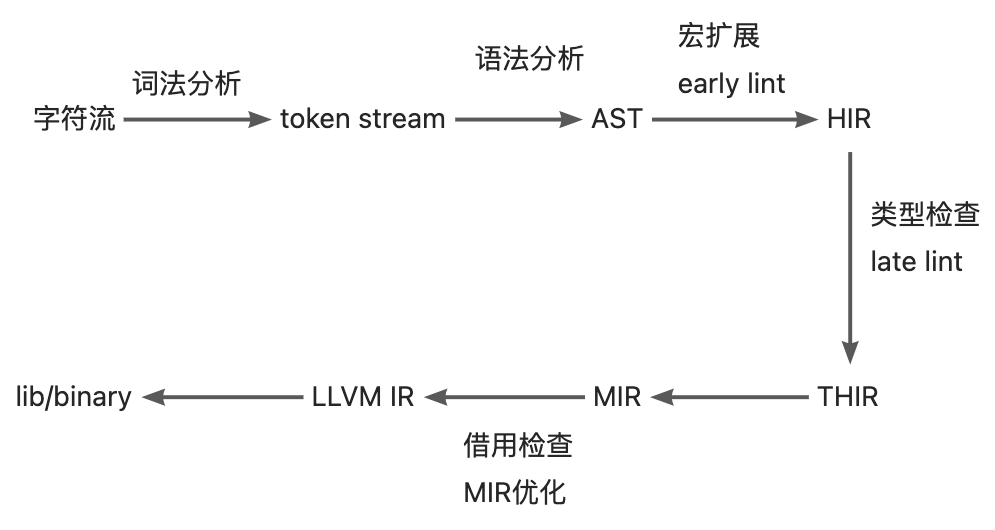 宏扩展
语法分析
词法分析
early lint
字符流
token stream
AST
HIR
类型检查
late lint
lib/binary
LLVM IR
MIR
THIR
借用检查
MIR优化